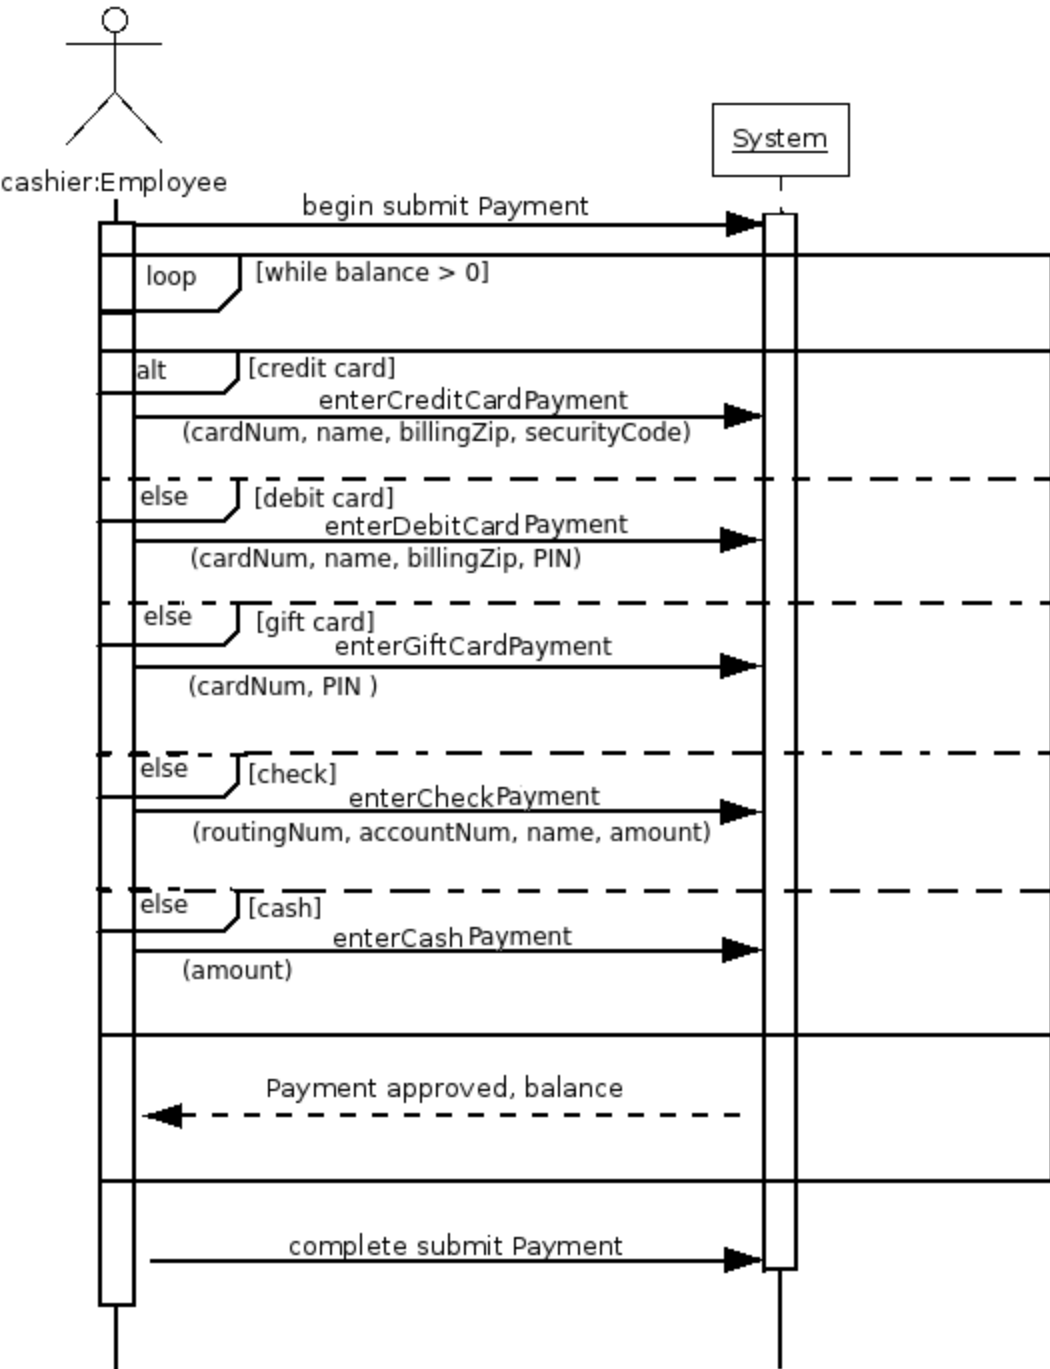 cashier:Employee
System
begin submit Payment
loop [while balance > 0]
alt [credit card]
enterCreditCardPayment
(cardNum, name, billingZip, securityCode)
else [debit card]
enterDebitCard Payment
(cardNum, name, billingZip, PIN)
else [gift card]
enterGiftCardPayment
(cardNum, PIN )
else [check]
enterCheckPayment
(routingNum, accountNum, name, amount)
else [cash]
enterCash Payment
(amount)
Payment approved, balance
complete submit Payment